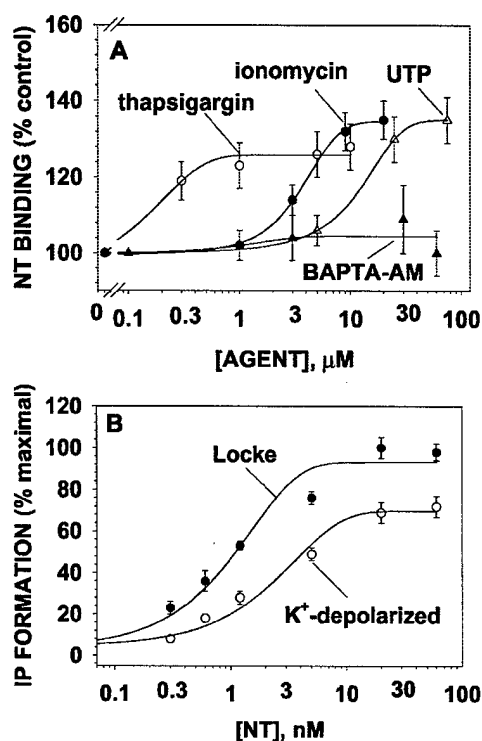 A
160
140
120
100
NT BINDING (% control)
ionomycin
UTP
thapsigargin
BAPTA-AM
0 0.1 0.3 1 3 10 30 100
[AGENT], μM
B
120
100
80
60
40
20
0
IP FORMATION (% maximal)
Locke
K+-depolarized
0.1 0.3 1 3 10 30 100
[NT], nM